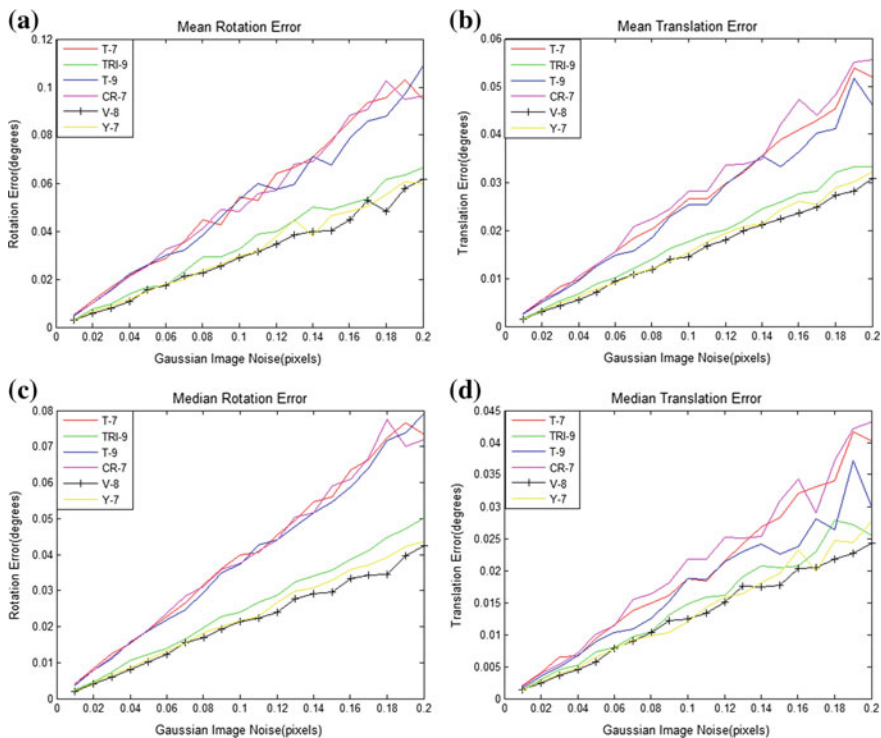 (a)
Mean Rotation Error
0.12
0.1
0.08
0.06
0.04
0.02
0
Rotation Error(degrees)
T-7
TRI-9
T-9
CR-7
V-8
Y-7
0.02 0.04 0.06 0.08 0.1 0.12 0.14 0.16 0.18 0.2
Gaussian Image Noise(pixels)
(b)
Mean Translation Error
0.06
0.05
0.04
0.03
0.02
0.01
0
Translation Error(degrees)
T-7
TRI-9
T-9
CR-7
V-8
Y-7
0.02 0.04 0.06 0.08 0.1 0.12 0.14 0.16 0.18 0.2
Gaussian Image Noise(pixels)
(c)
Median Rotation Error
0.08
0.07
0.06
0.05
0.04
0.03
0.02
0.01
0
Rotation Error(degrees)
T-7
TRI-9
T-9
CR-7
V-8
Y-7
0.02 0.04 0.06 0.08 0.1 0.12 0.14 0.16 0.18 0.2
Gaussian Image Noise(pixels)
(d)
Median Translation Error
0.045
0.04
0.035
0.03
0.025
0.02
0.015
0.01
0.005
0
Translation Error(degrees)
T-7
TRI-9
T-9
CR-7
V-8
Y-7
0.02 0.04 0.06 0.08 0.1 0.12 0.14 0.16 0.18 0.2
Gaussian Image Noise(pixels)